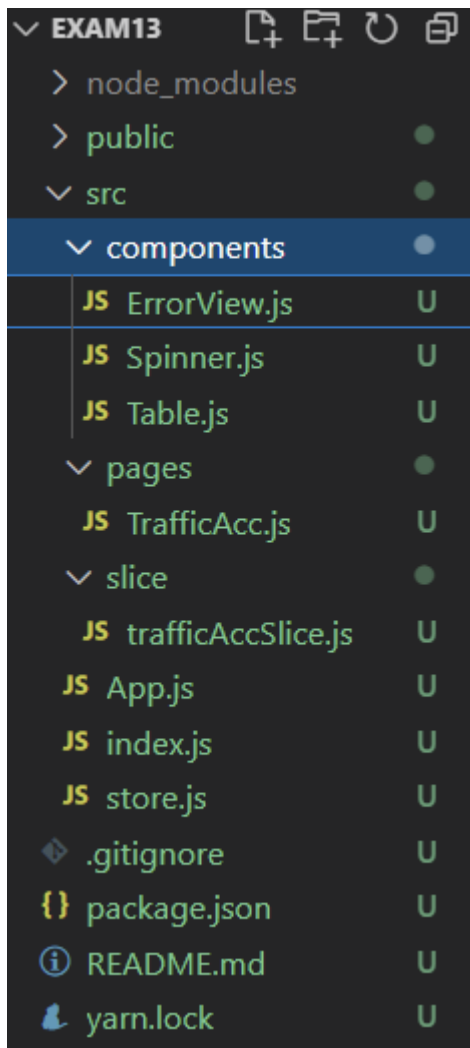 EXAM13
node_modules
public
src
components
JS ErrorView.js U
JS Spinner.js U
JS Table.js U
pages
JS TrafficAcc.js U
slice
JS trafficAccSlice.js U
JS App.js U
JS index.js U
JS store.js U
.gitignore U
{} package.json U
README.md U
yarn.lock U